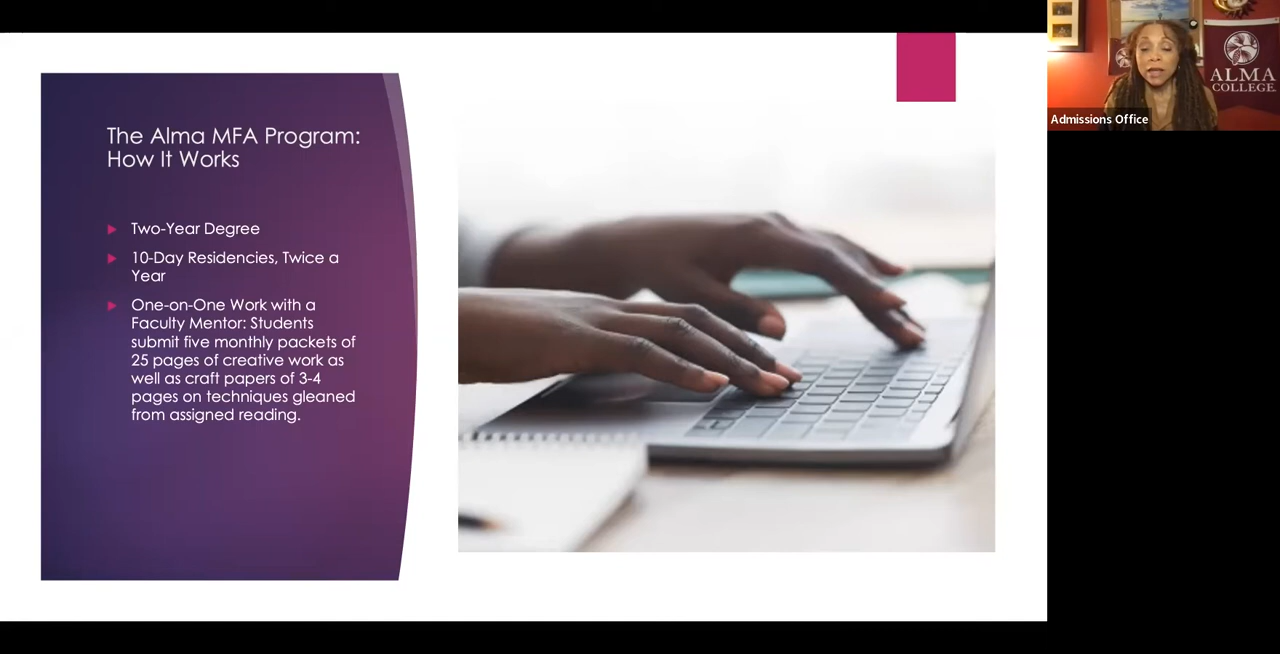 The Alma MFA Program:
How It Works
Two-Year Degree
10-Day Residencies, Twice a
Year
One-on-One Work with a
Faculty Mentor: Students
submit five monthly packets of
25 pages of creative work as
well as craft papers of 3-4
pages on techniques gleaned
from assigned reading.
ALMA
COLLEGE
Admissions Office